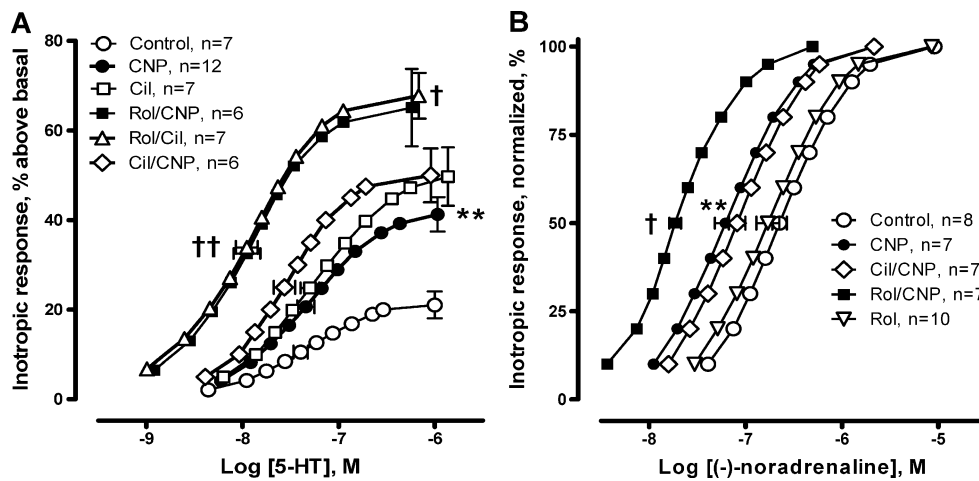 A
Inotropic response, % above basal
80
60
40
20
0
Control, n=7
CNP, n=12
Cil, n=7
Rol/CNP, n=6
Rol/Cil, n=7
Cil/CNP, n=6
†
††
**
-9
-8
-7
-6
Log [5-HT], M
B
Inotropic response, normalized, %
100
75
50
25
0
†
**
Control, n=8
CNP, n=7
Cil/CNP, n=7
Rol/CNP, n=7
Rol, n=10
-8
-7
-6
-5
Log [(-)-noradrenaline], M